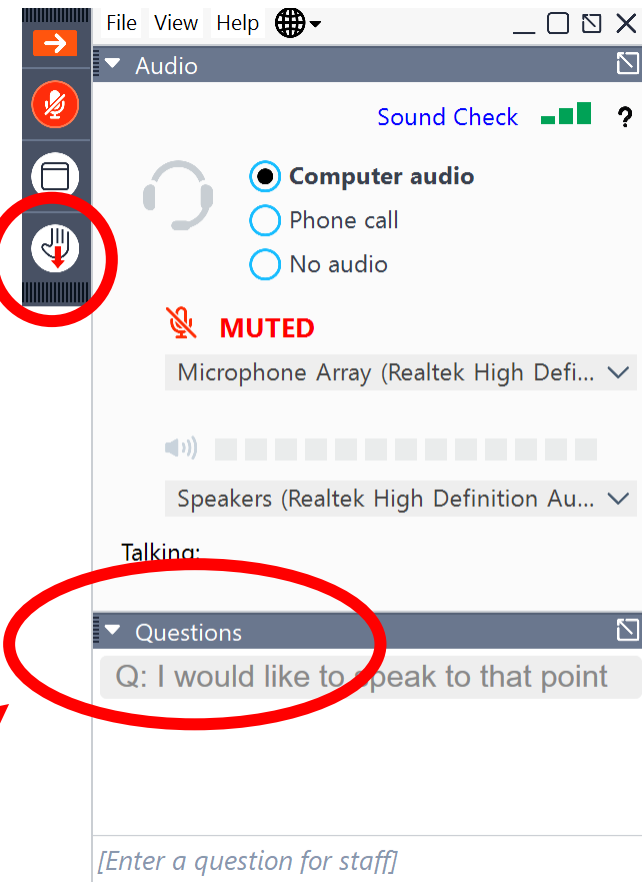 File View Help
Audio
Sound Check ?
Computer audio
Phone call
No audio
MUTED
Microphone Array (Realtek High Defi...
Speakers (Realtek High Definition Au...
Talking:
Questions
Q: I would like to speak to that point
[Enter a question for staff]